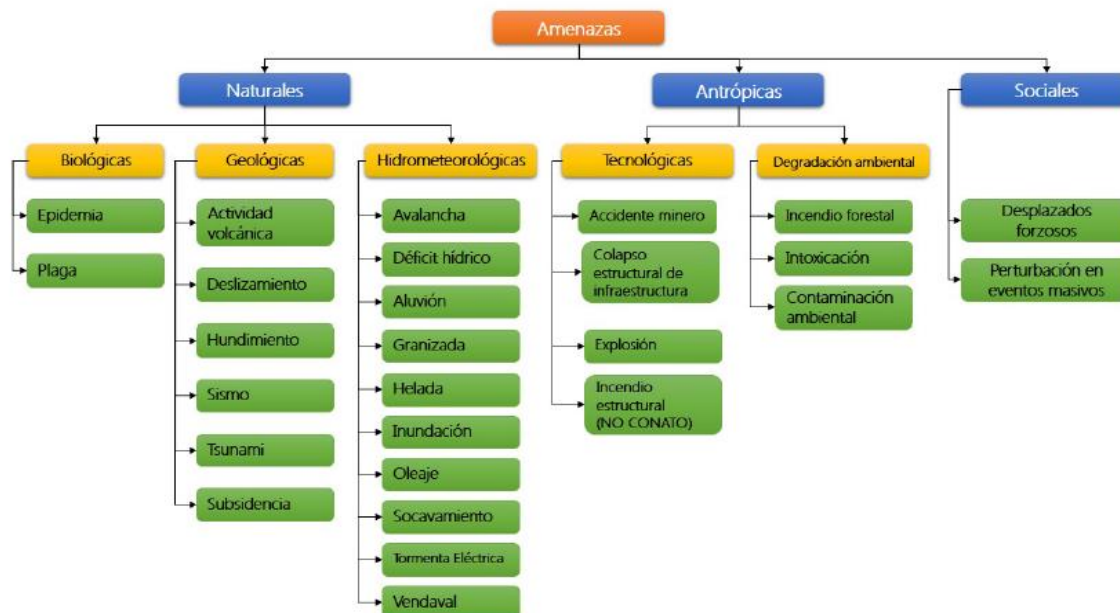 Amenazas
Naturales
Antrópicas
Sociales
Biológicas
Geológicas
Hidrometeorológicas
Tecnológicas
Degradación ambiental
Epidemia
Plaga
Actividad
volcánica
Deslizamiento
Hundimiento
Sismo
Tsunami
Subsidencia
Avalancha
Déficit hídrico
Aluvión
Granizada
Helada
Inundación
Oleaje
Socavamiento
Tormenta Eléctrica
Vendaval
Accidente minero
Colapso
estructural de
infraestructura
Explosión
Incendio
estructural
(NO CONATO)
Incendio forestal
Intoxicación
Contaminación
ambiental
Desplazados
forzosos
Perturbación en
eventos masivos